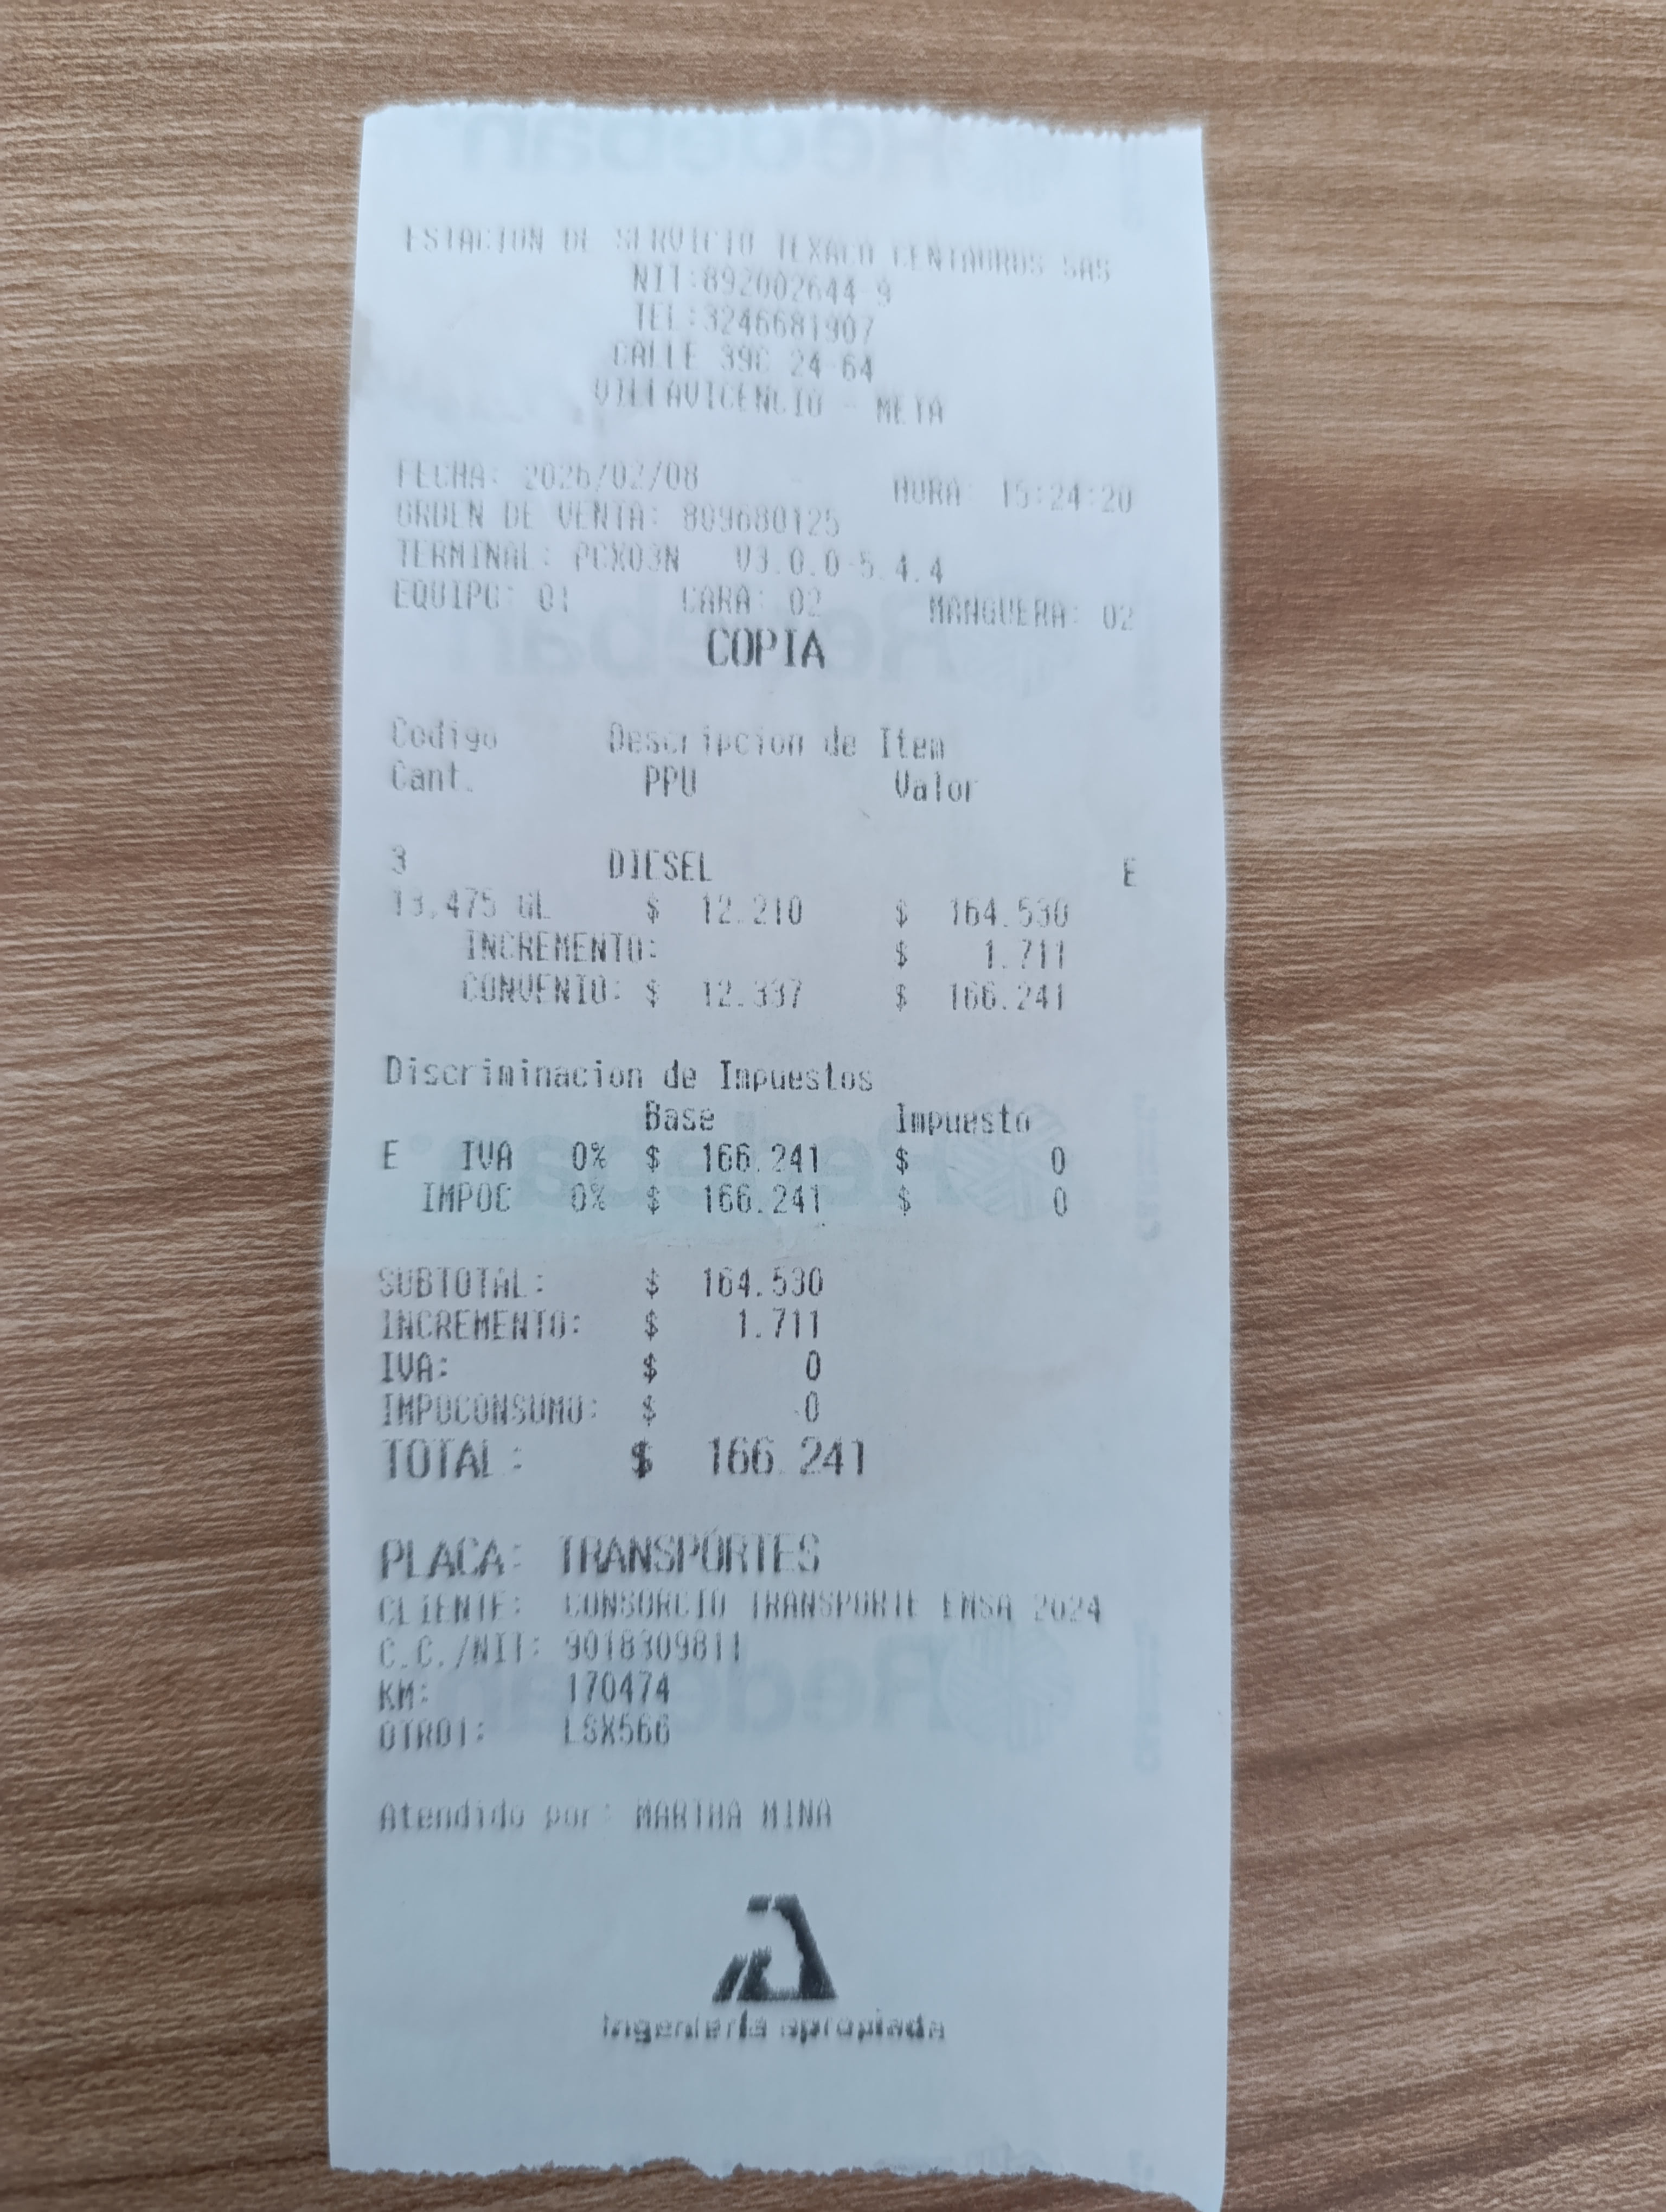 ESTACION DE SERVICIO TEXACO CENTAUROS SAS
NIT:892002644-9
TEL:3246681907
CALLE 39C 24-64
VILLAVICENCIO - META
FECHA: 2026/02/08 HORA: 15:24:20
ORDEN DE VENTA: 809680125
TERMINAL: PCX03N V3.0.0-5.4.4
EQUIPO: 01 CARA: 02 MANGUERA: 02
COPIA
Codigo Descripcion de Item
Cant. PPU Valor
3 DIESEL E
13,475 GL $ 12.210 $ 164.530
INCREMENTO: $ 1.711
CONVENIO: $ 12.337 $ 166.241
Discriminacion de Impuestos
Base Impuesto
E IVA 0% $ 166.241 $ 0
IMPOC 0% $ 166.241 $ 0
SUBTOTAL: $ 164.530
INCREMENTO: $ 1.711
IVA: $ 0
IMPOCONSUMO: $ 0
TOTAL: $ 166.241
PLACA: TRANSPORTES
CLIENTE: CONSORCIO TRANSPORTE EMSA 2024
C.C./NIT: 9018309811
KM: 170474
OTRO1: LSX566
Atendido por: MARTHA MINA
Ingeniería apropiada